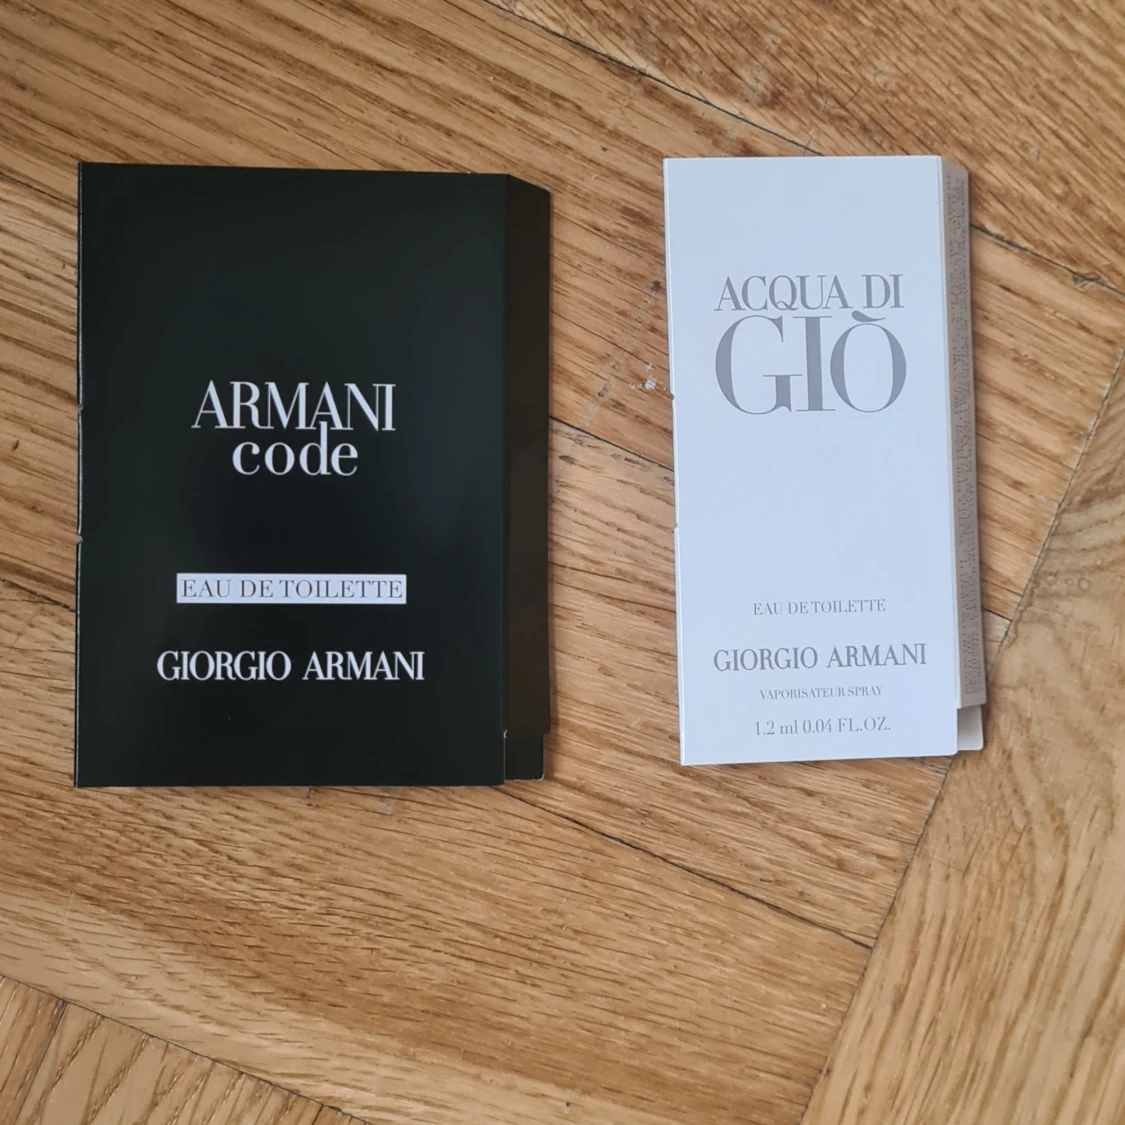 ARMANI
code
EAU DE TOILETTE
GIORGIO ARMANI
ACQUA DI
GIÒ
EAU DE TOILETTE
GIORGIO ARMANI
VAPORISATEUR SPRAY
1.2 ml 0.04 FL.OZ.